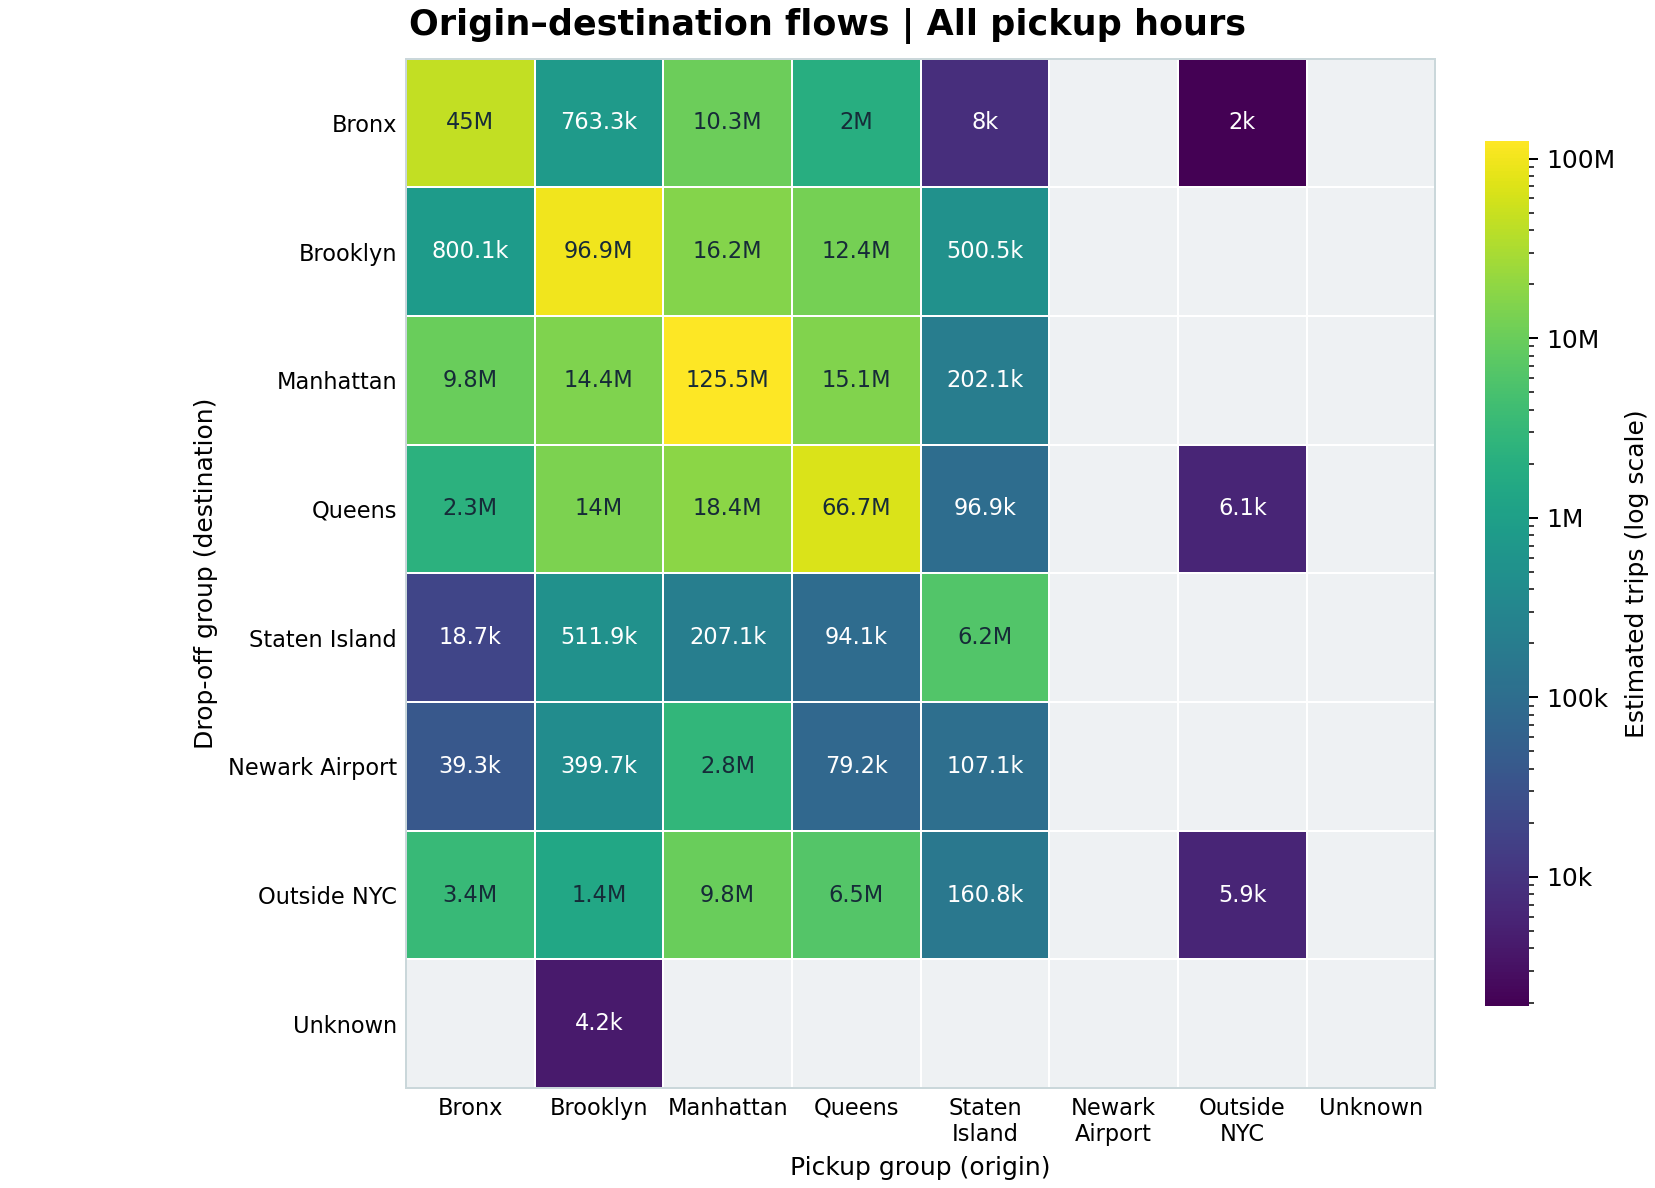 Origin–destination flows | All pickup hours
Bronx 45M 763.3k 10.3M 2M 8k 2k
Brooklyn 800.1k 96.9M 16.2M 12.4M 500.5k
Manhattan 9.8M 14.4M 125.5M 15.1M 202.1k
Queens 2.3M 14M 18.4M 66.7M 96.9k 6.1k
Staten Island 18.7k 511.9k 207.1k 94.1k 6.2M
Newark Airport 39.3k 399.7k 2.8M 79.2k 107.1k
Outside NYC 3.4M 1.4M 9.8M 6.5M 160.8k 5.9k
Unknown 4.2k
Drop-off group (destination)
Bronx
Brooklyn
Manhattan
Queens
Staten
Island
Newark
Airport
Outside
NYC
Unknown
Pickup group (origin)
100M
10M
1M
100k
10k
Estimated trips (log scale)